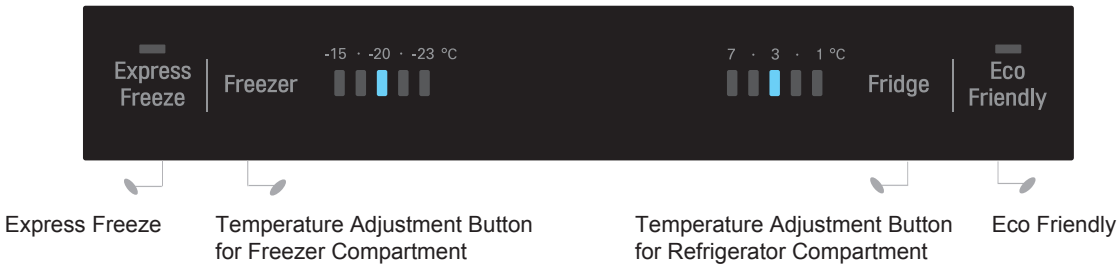 -15 · -20 · -23 °C
7 · 3 · 1 °C
Express
Freeze
Freezer
Fridge
Eco
Friendly
Express Freeze
Temperature Adjustment Button
for Freezer Compartment
Temperature Adjustment Button
for Refrigerator Compartment
Eco Friendly